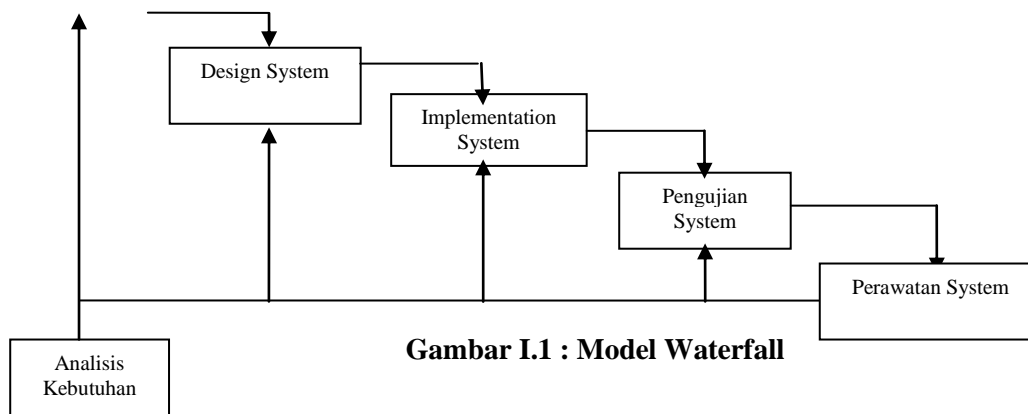 Design System
Implementation
System
Pengujian
System
Perawatan System
Gambar I.1 : Model Waterfall
Analisis
Kebutuhan